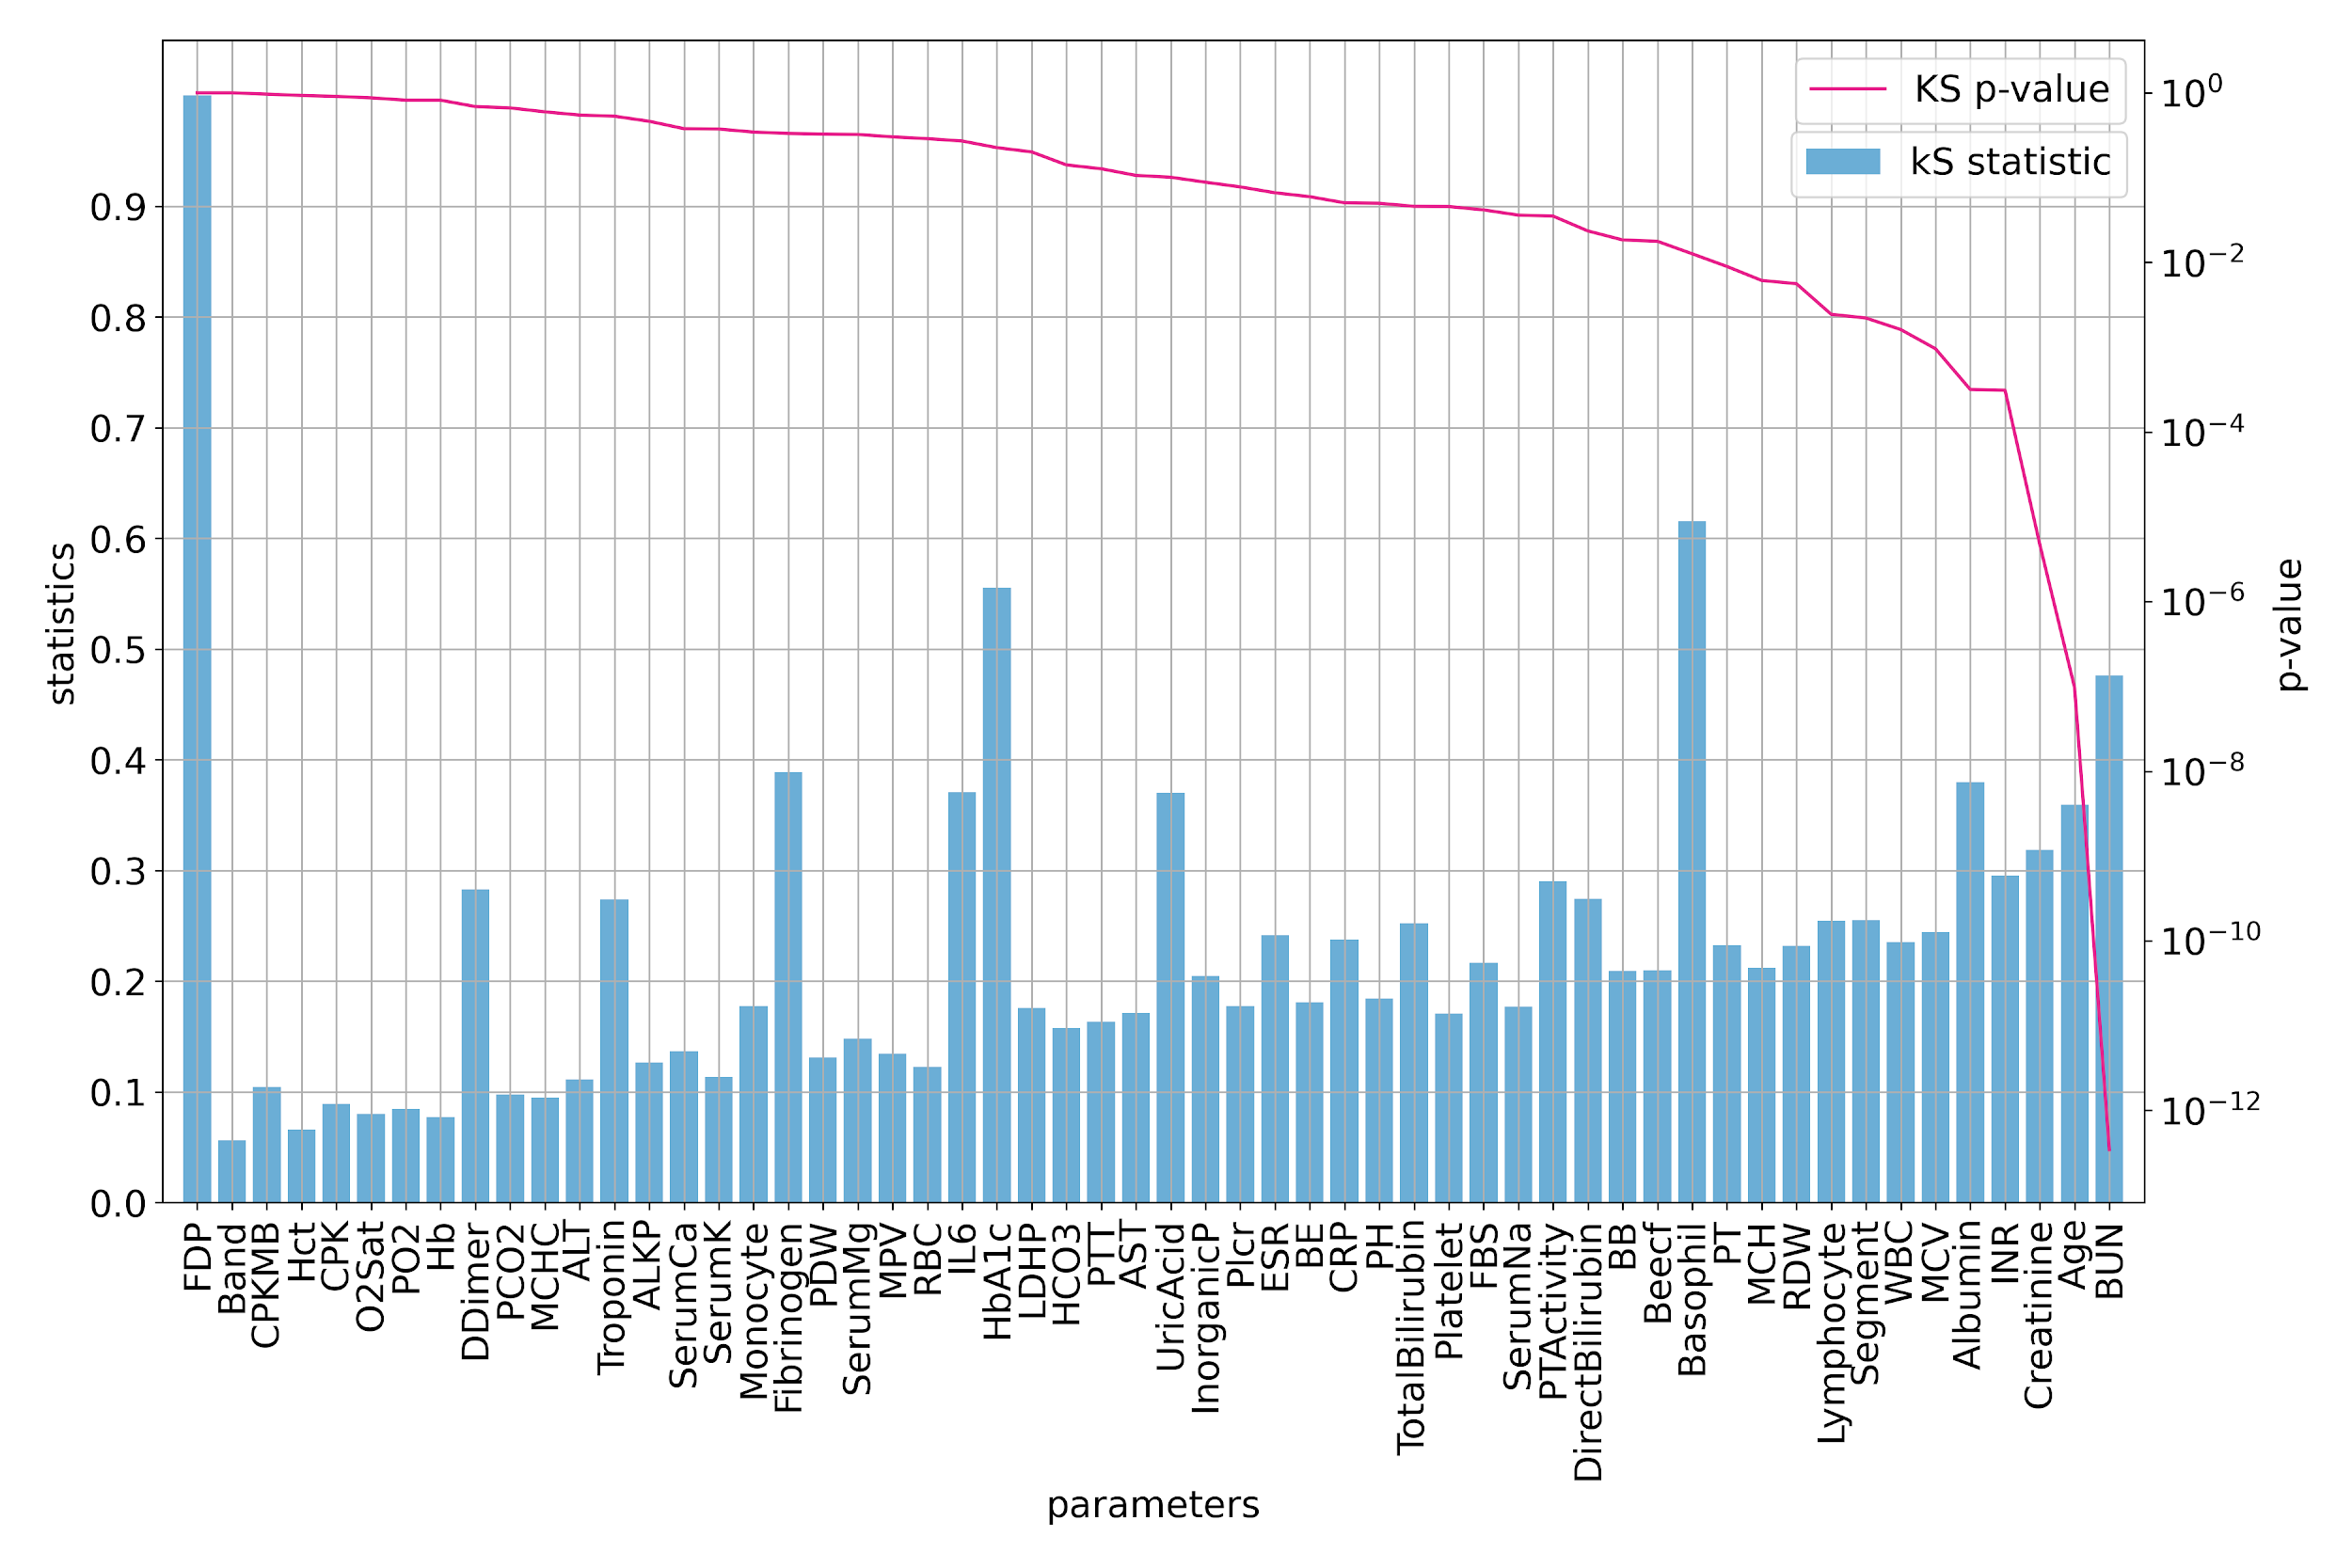 KS p-value
kS statistic
statistics
0.9
0.8
0.7
0.6
0.5
0.4
0.3
0.2
0.1
0.0
p-value
10⁰
10⁻²
10⁻⁴
10⁻⁶
10⁻⁸
10⁻¹⁰
10⁻¹²
FDP
Band
CPKMB
Hct
CPK
O2Sat
PO2
Hb
DDimer
PCO2
MCHC
ALT
Troponin
ALKP
SerumCa
SerumK
Monocyte
Fibrinogen
PDW
SerumMg
MPV
RBC
IL6
HbA1c
LDHP
HCO3
PTT
AST
UricAcid
InorganicP
Plcr
ESR
BE
CRP
PH
TotalBilirubin
Platelet
FBS
SerumNa
PTActivity
DirectBilirubin
BB
Beecf
Basophil
PT
MCH
RDW
Lymphocyte
Segment
WBC
MCV
Albumin
INR
Creatinine
Age
BUN
parameters